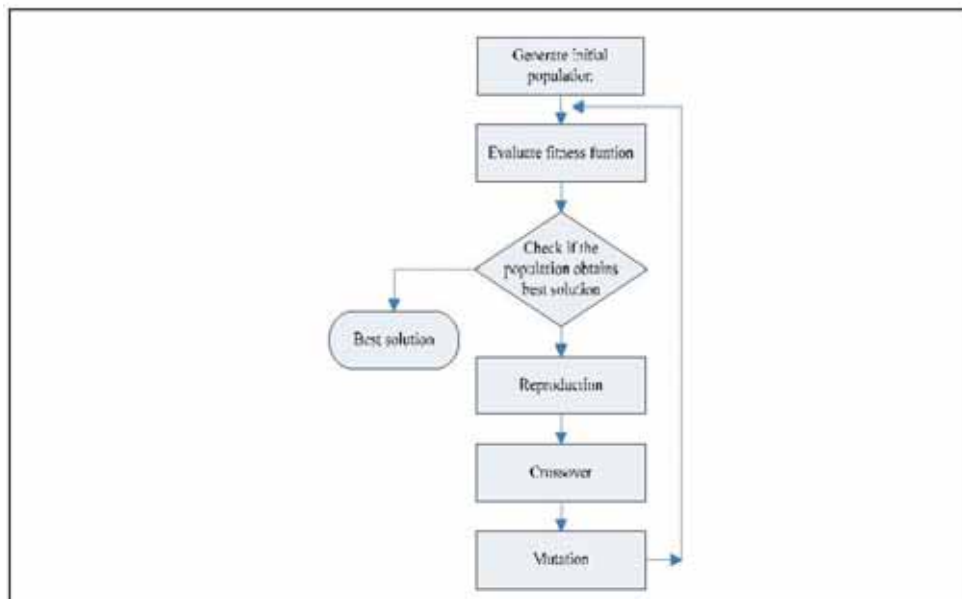 Generate initial
population
Evaluate fitness funtion
Check if the
population obtains
best solution
Best solution
Reproduction
Crossover
Mutation